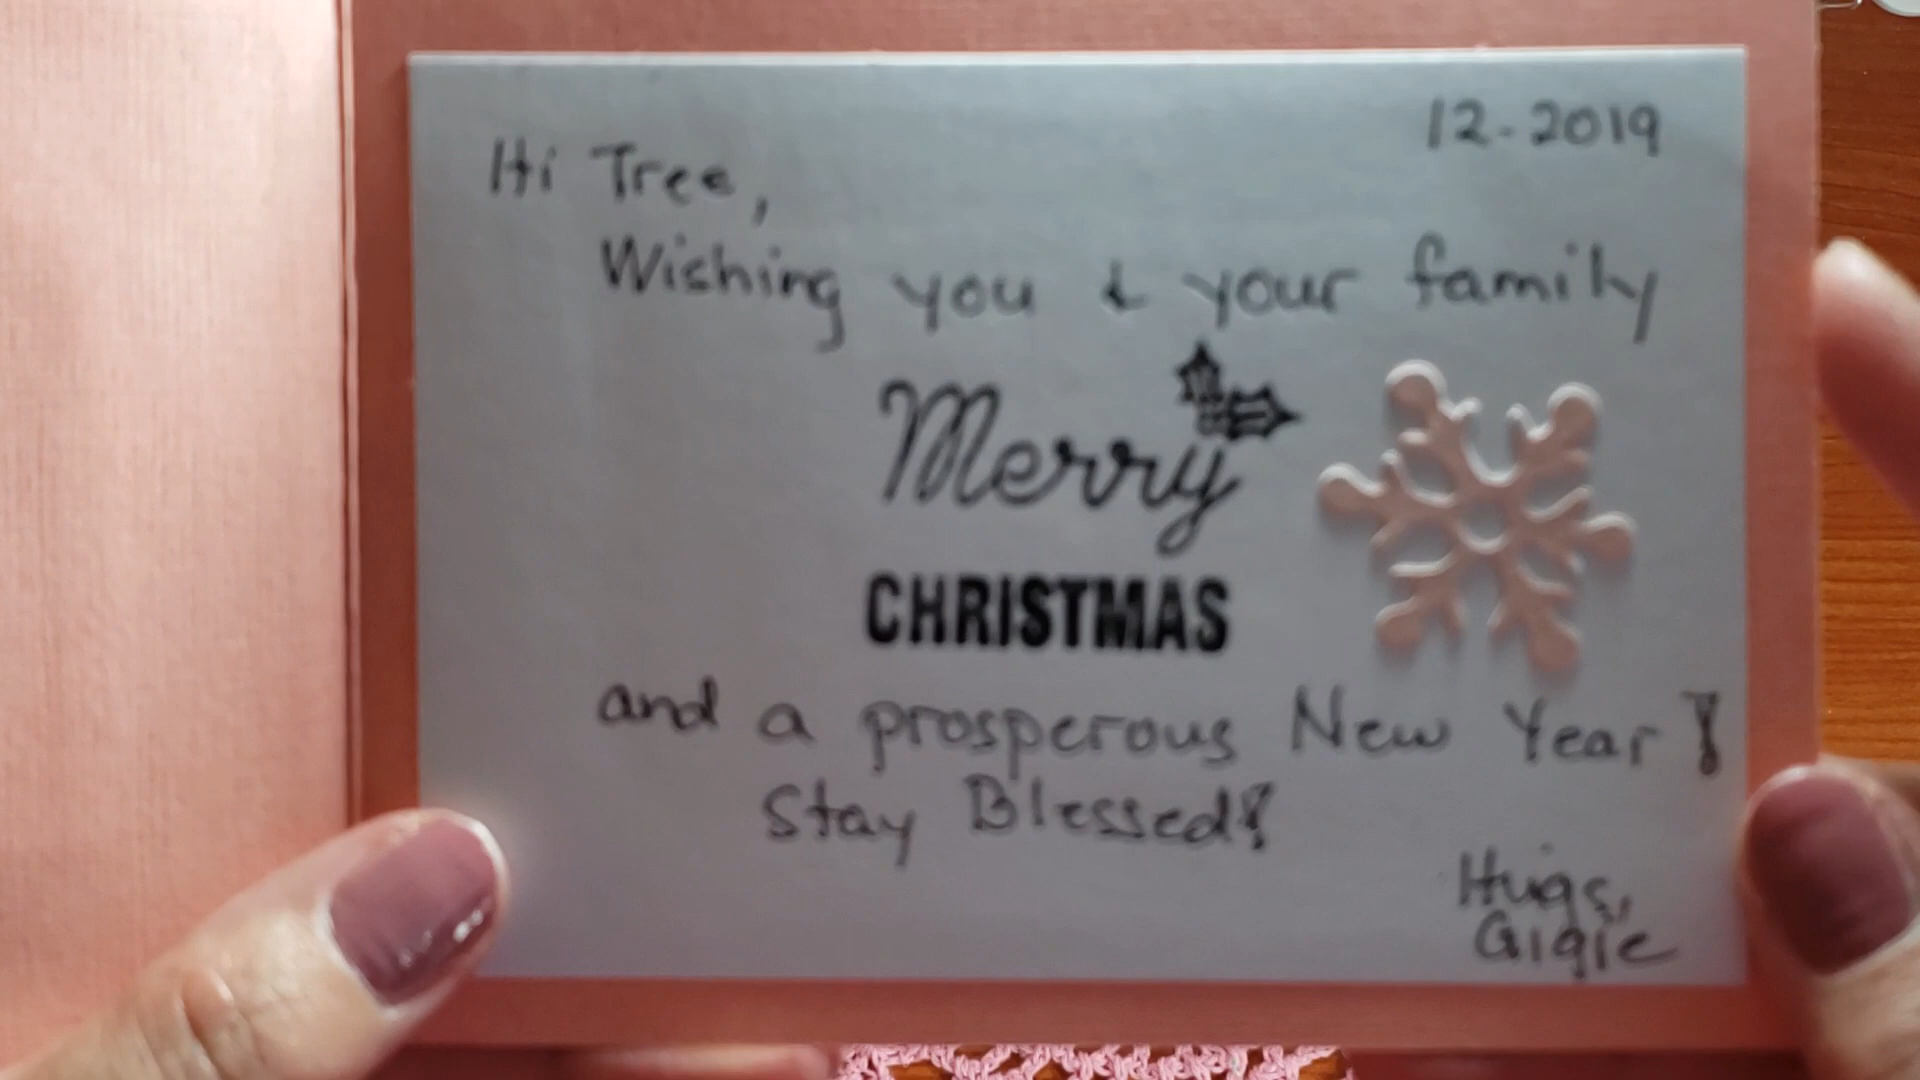 12-2019
Hi Tree,
Wishing you & your family
Merry
CHRISTMAS
and a prosperous New Year!
Stay Blessed!
Hugs,
Gigie